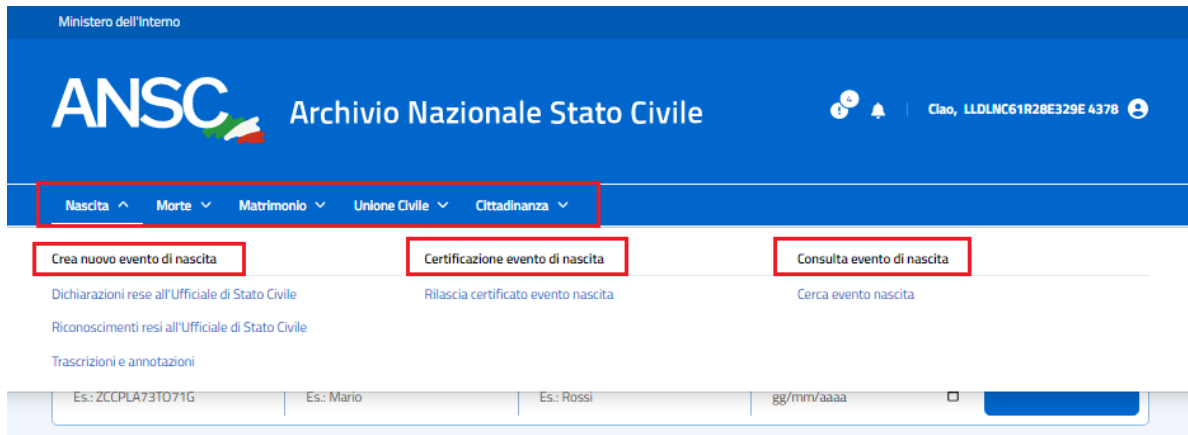 Ministero dell'Interno
ANSC Archivio Nazionale Stato Civile
4
Ciao, LLDLNC61R28E329E 4378
Nascita Morte Matrimonio Unione Civile Cittadinanza
Crea nuovo evento di nascita Certificazione evento di nascita Consulta evento di nascita
Dichiarazioni rese all'Ufficiale di Stato Civile Rilascia certificato evento nascita Cerca evento nascita
Riconoscimenti resi all'Ufficiale di Stato Civile
Trascrizioni e annotazioni
Es.: ZCCPLA73TO71G Es.: Mario Es.: Rossi gg/mm/aaaa